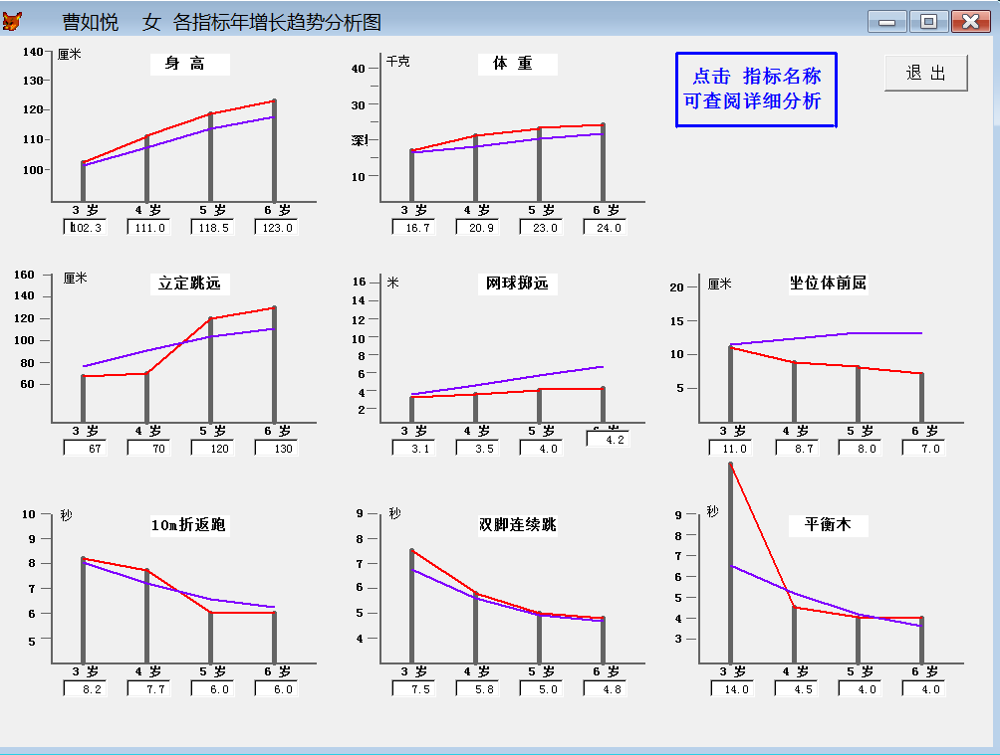 曹如悦 女 各指标年增长趋势分析图
点击 指标名称
可查阅详细分析
退 出
身 高
厘米
140
130
120
110
100
3 岁 4 岁 5 岁 6 岁
102.3 111.0 118.5 123.0
体 重
千克
40
30
10
3 岁 4 岁 5 岁 6 岁
16.7 20.9 23.0 24.0
立定跳远
厘米
160
140
120
100
80
60
3 岁 4 岁 5 岁 6 岁
67 70 120 130
网球掷远
米
16
14
12
10
8
6
4
2
3 岁 4 岁 5 岁 6 岁
3.1 3.5 4.0 4.2
坐位体前屈
厘米
20
15
10
5
3 岁 4 岁 5 岁 6 岁
11.0 8.7 8.0 7.0
10m折返跑
秒
10
9
8
7
6
5
3 岁 4 岁 5 岁 6 岁
8.2 7.7 6.0 6.0
双脚连续跳
秒
9
8
7
6
5
4
3 岁 4 岁 5 岁 6 岁
7.5 5.8 5.0 4.8
平衡木
秒
9
8
7
6
5
4
3
3 岁 4 岁 5 岁 6 岁
14.0 4.5 4.0 4.0